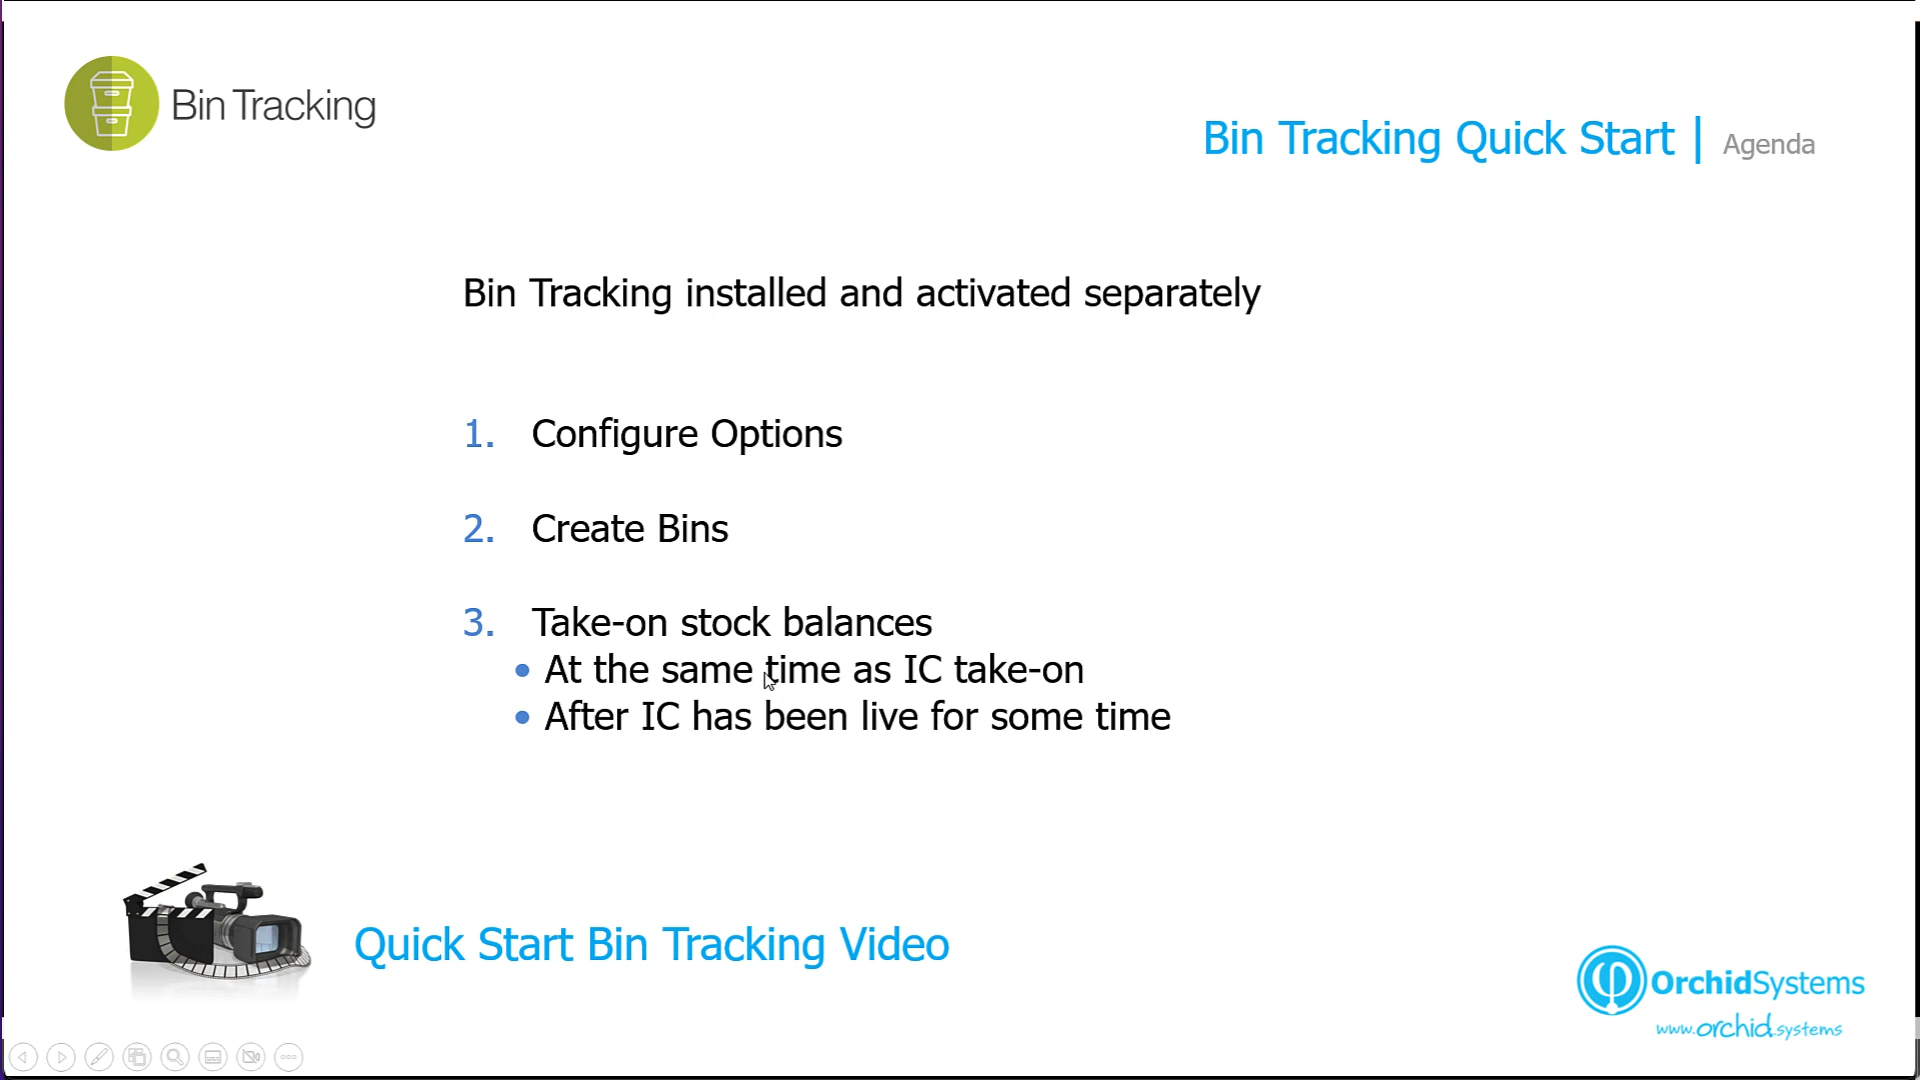 Bin Tracking
Bin Tracking Quick Start | Agenda
Bin Tracking installed and activated separately
1. Configure Options
2. Create Bins
3. Take-on stock balances
• At the same time as IC take-on
• After IC has been live for some time
Quick Start Bin Tracking Video
OrchidSystems
www.orchid.systems